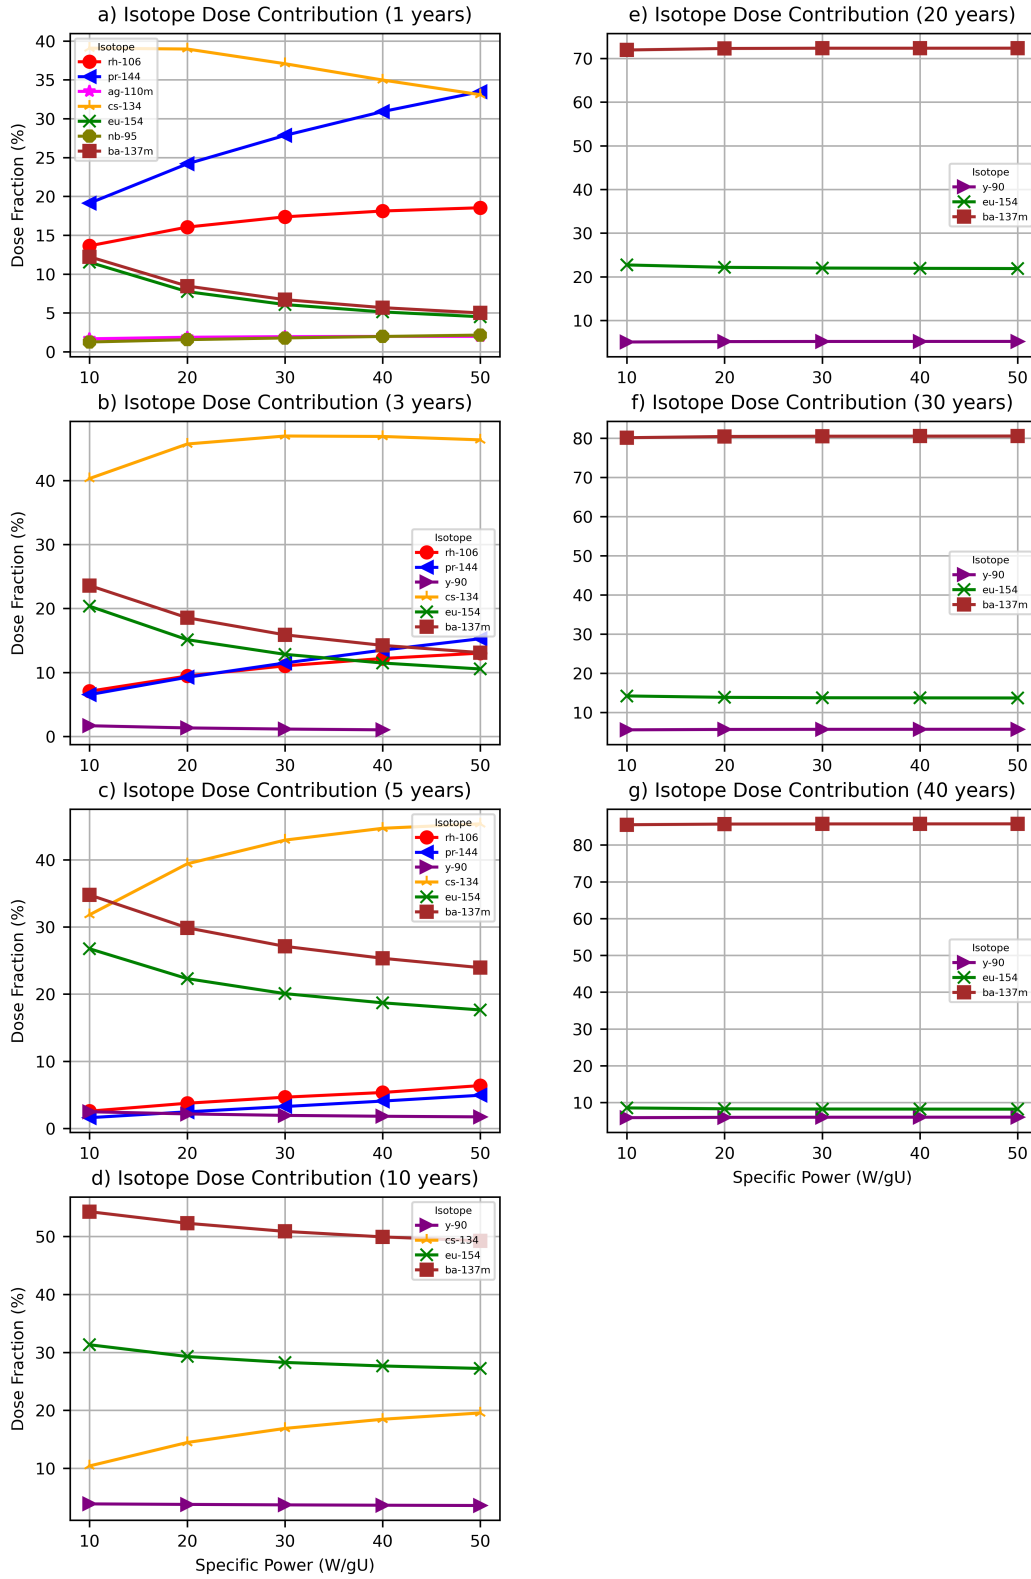 a) Isotope Dose Contribution (1 years)
Dose Fraction (%)
40
35
30
25
20
15
10
5
0
Isotope
rh-106
pr-144
ag-110m
cs-134
eu-154
nb-95
ba-137m
10 20 30 40 50
b) Isotope Dose Contribution (3 years)
Dose Fraction (%)
40
30
20
10
0
Isotope
rh-106
pr-144
y-90
cs-134
eu-154
ba-137m
10 20 30 40 50
c) Isotope Dose Contribution (5 years)
Dose Fraction (%)
40
30
20
10
0
Isotope
rh-106
pr-144
y-90
cs-134
eu-154
ba-137m
d) Isotope Dose Contribution (10 years)
Dose Fraction (%)
50
40
30
20
10
Isotope
y-90
cs-134
eu-154
ba-137m
10 20 30 40 50
Specific Power (W/gU)
e) Isotope Dose Contribution (20 years)
70
60
50
40
30
20
10
Isotope
y-90
eu-154
ba-137m
10 20 30 40 50
f) Isotope Dose Contribution (30 years)
80
70
60
50
40
30
20
10
Isotope
y-90
eu-154
ba-137m
10 20 30 40 50
g) Isotope Dose Contribution (40 years)
80
70
60
50
40
30
20
10
Isotope
y-90
eu-154
ba-137m
10 20 30 40 50
Specific Power (W/gU)